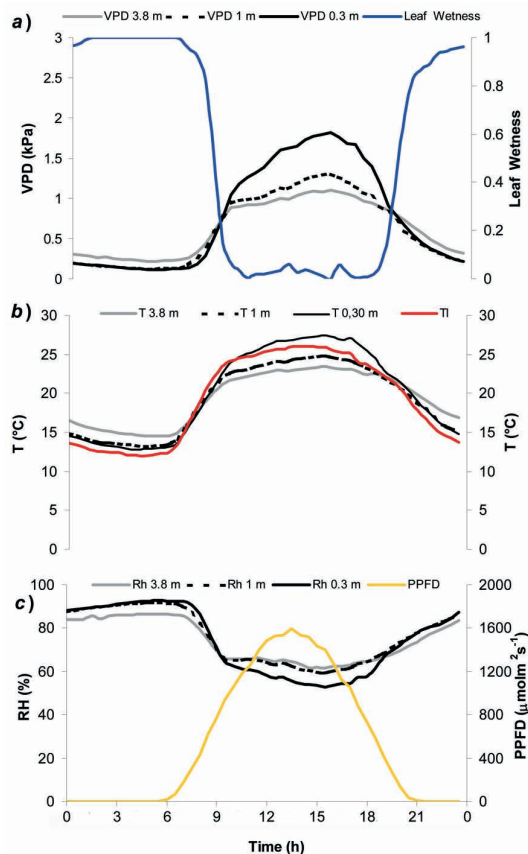 a)
VPD 3.8 m VPD 1 m VPD 0.3 m Leaf Wetness
3 1
2.5 0.8
2 0.6
1.5
1 0.4
0.5 0.2
0 0
VPD (kPa)
Leaf Wetness
b)
T 3.8 m T 1 m T 0,30 m Tl
30 30
25 25
20 20
15 15
10 10
5 5
0 0
T (°C)
T (°C)
c)
Rh 3.8 m Rh 1 m Rh 0.3 m PPFD
100 2000
80 1600
60 1200
40 800
20 400
0 0
RH (%)
PPFD (μmolm⁻²s⁻¹)
0 3 6 9 12 15 18 21 24
Time (h)